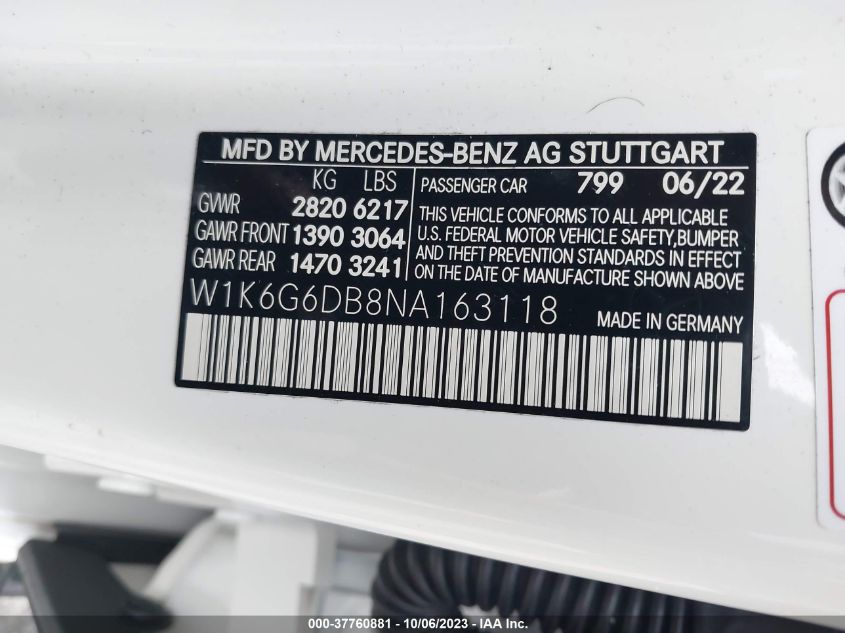 MFD BY MERCEDES-BENZ AG STUTTGART
KG LBS
GVWR 2820 6217
GAWR FRONT 1390 3064
GAWR REAR 1470 3241
PASSENGER CAR 799 06/22
THIS VEHICLE CONFORMS TO ALL APPLICABLE
U.S. FEDERAL MOTOR VEHICLE SAFETY,BUMPER
AND THEFT PREVENTION STANDARDS IN EFFECT
ON THE DATE OF MANUFACTURE SHOWN ABOVE
W1K6G6DB8NA163118 MADE IN GERMANY
000-37760881 - 10/06/2023 - IAA Inc.